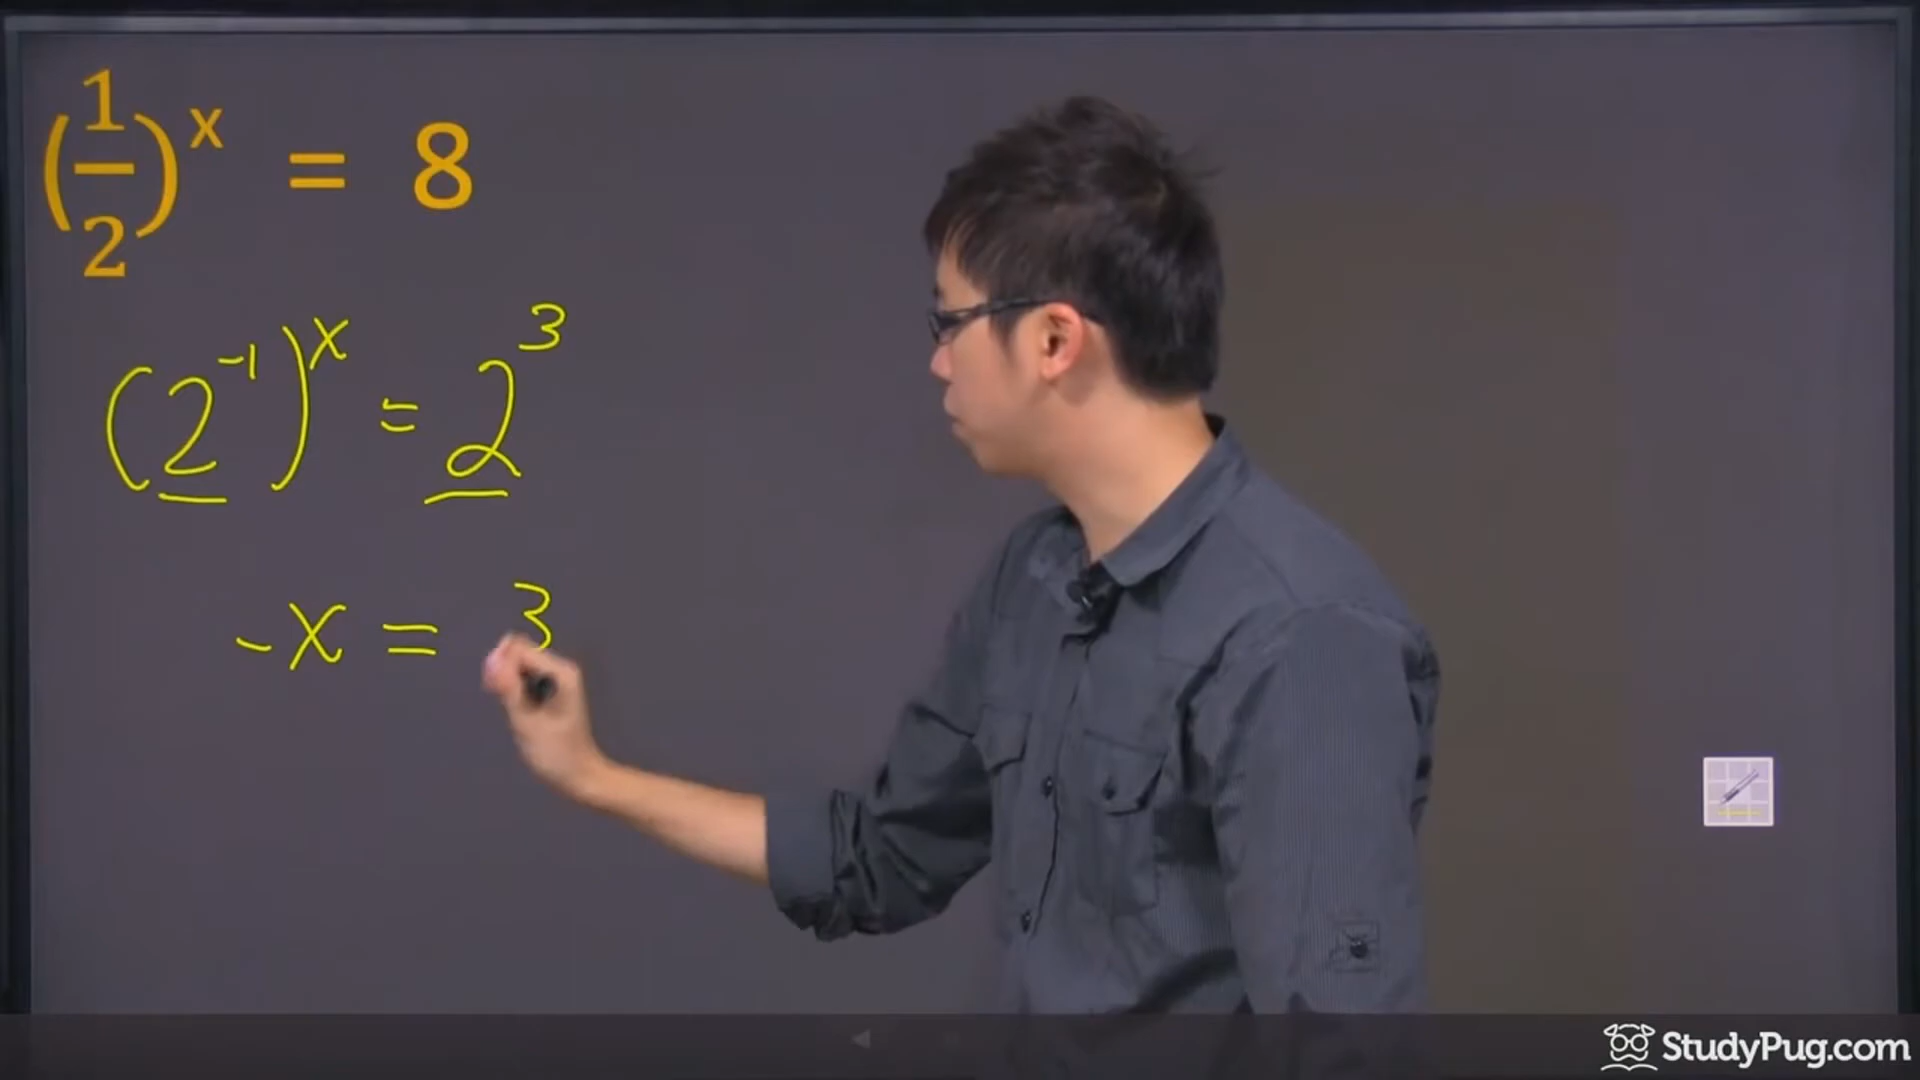 (1/2)^x = 8
(2^-1)^x = 2^3
-x = 3
StudyPug.com